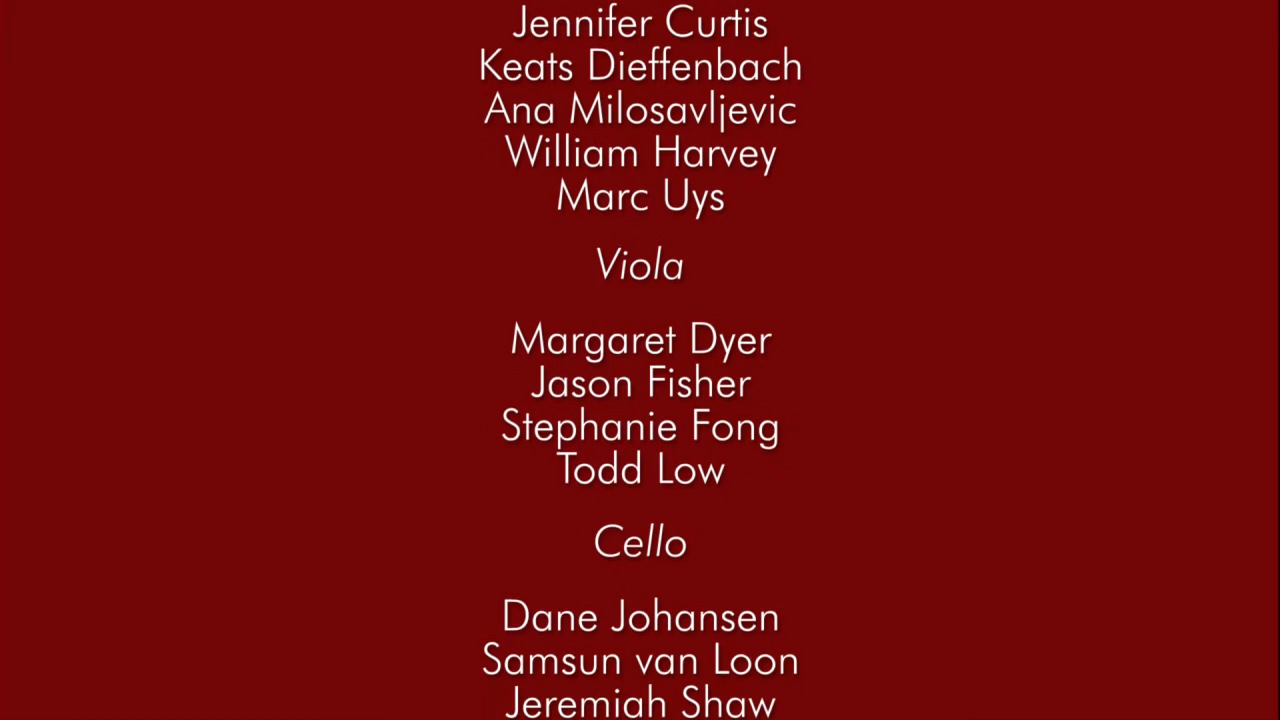 Jennifer Curtis
Keats Dieffenbach
Ana Milosavljevic
William Harvey
Marc Uys
Viola
Margaret Dyer
Jason Fisher
Stephanie Fong
Todd Low
Cello
Dane Johansen
Samsun van Loon
Jeremiah Shaw